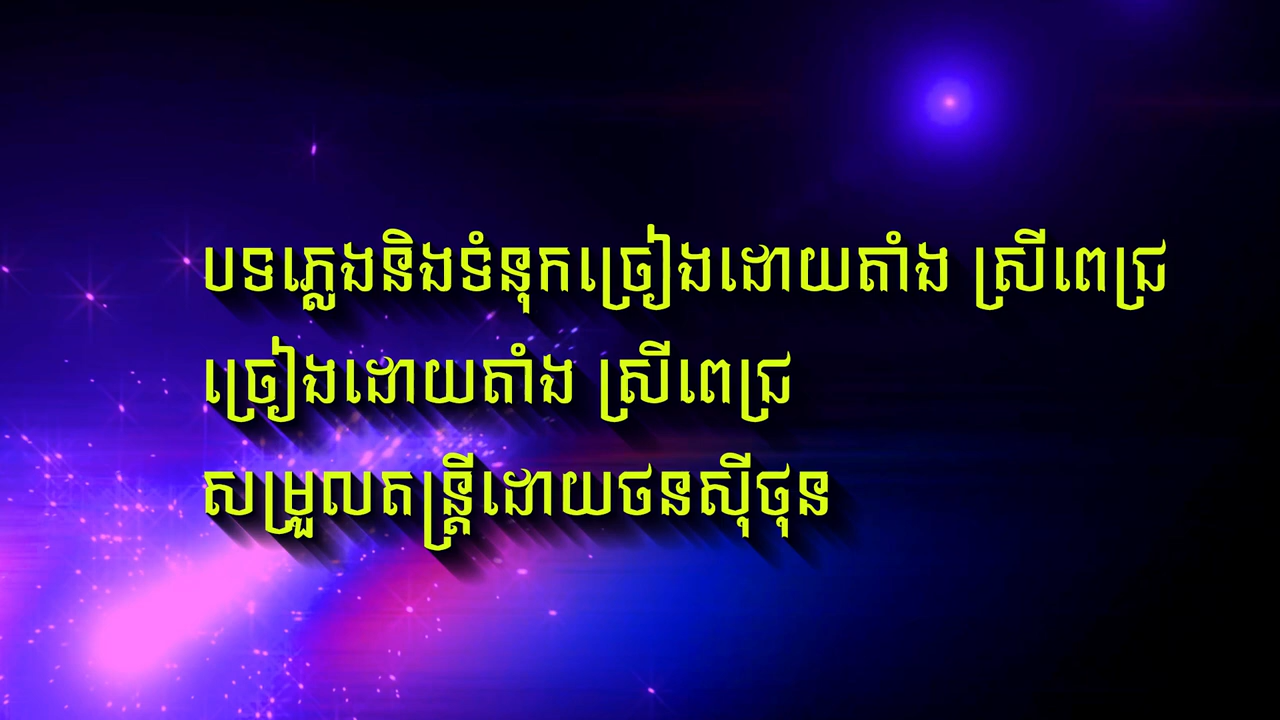 បទភ្លេងនិងទំនុកច្រៀងដោយតាំង ស្រីពេជ្រ
ច្រៀងដោយតាំង ស្រីពេជ្រ
សម្រួលតន្ត្រីដោយថនស៊ីថុន